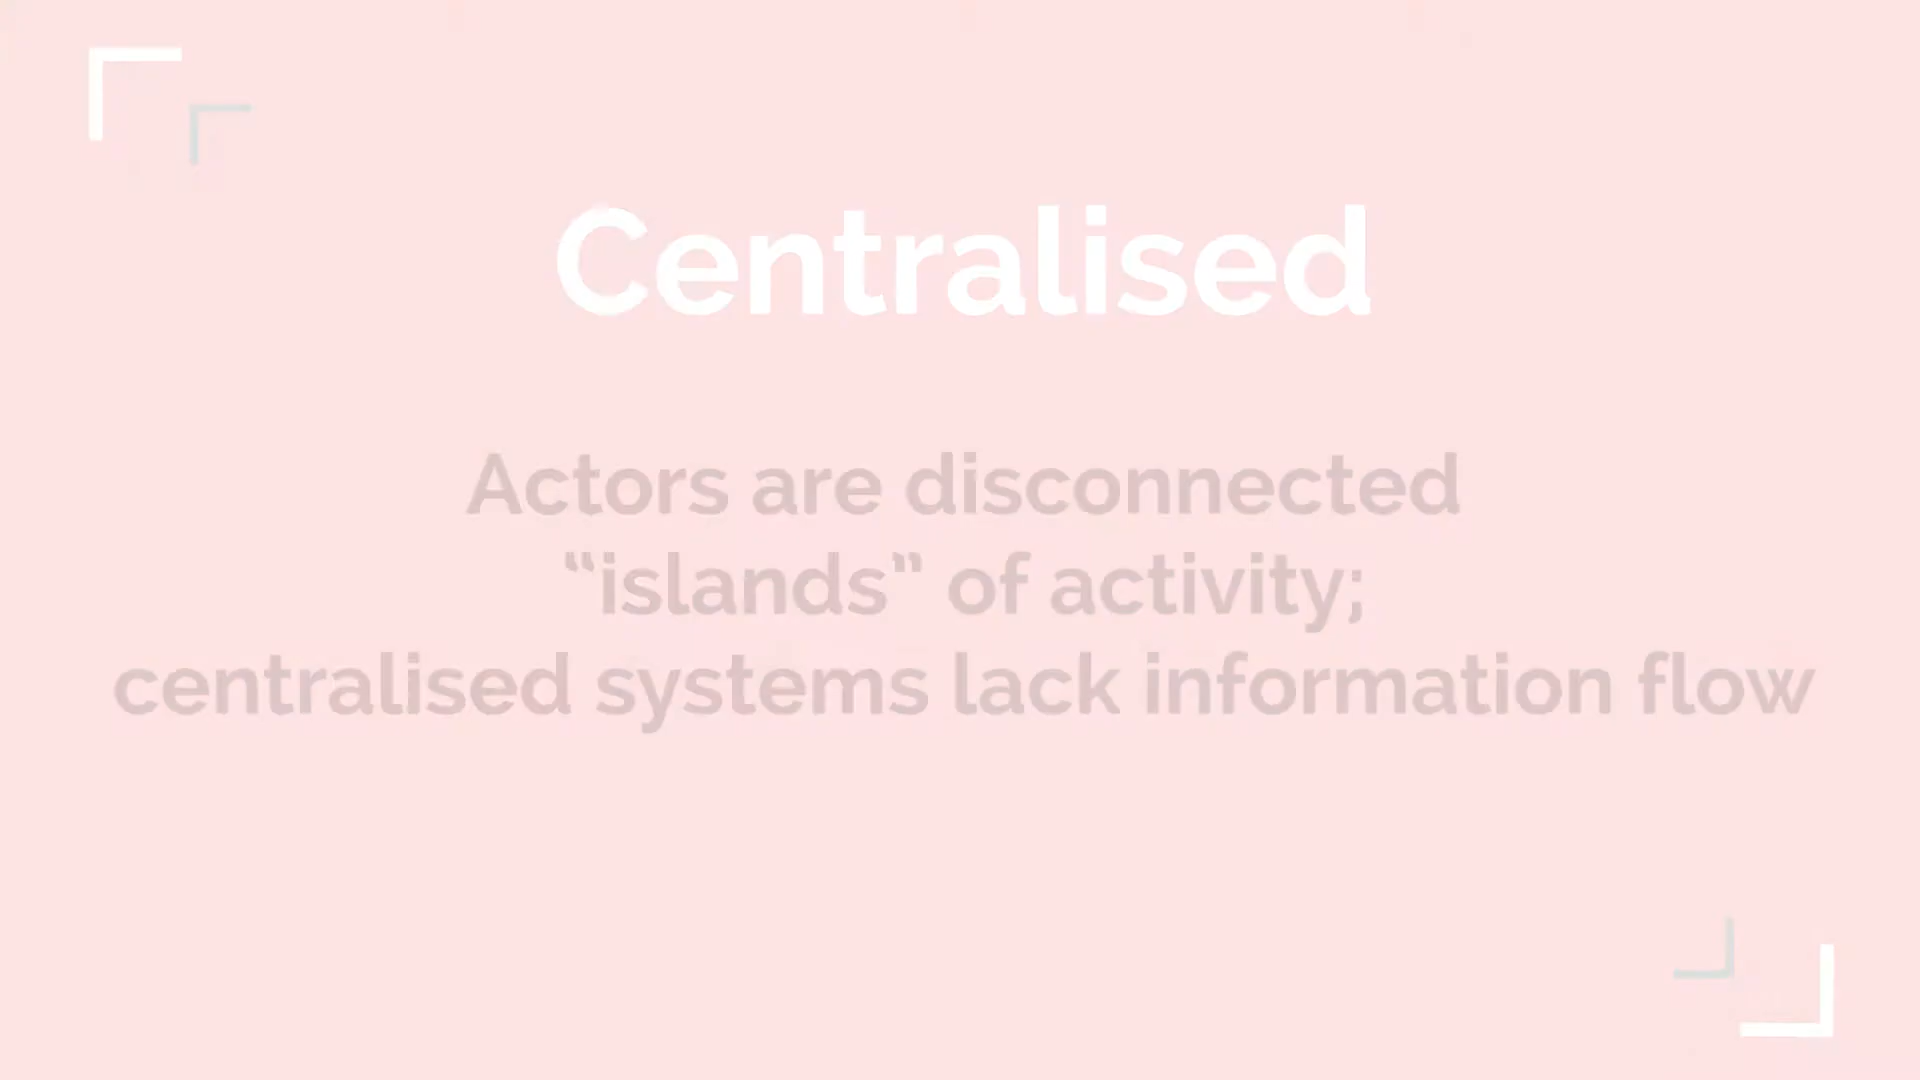 Centralised
Actors are disconnected
“islands” of activity;
centralised systems lack information flow